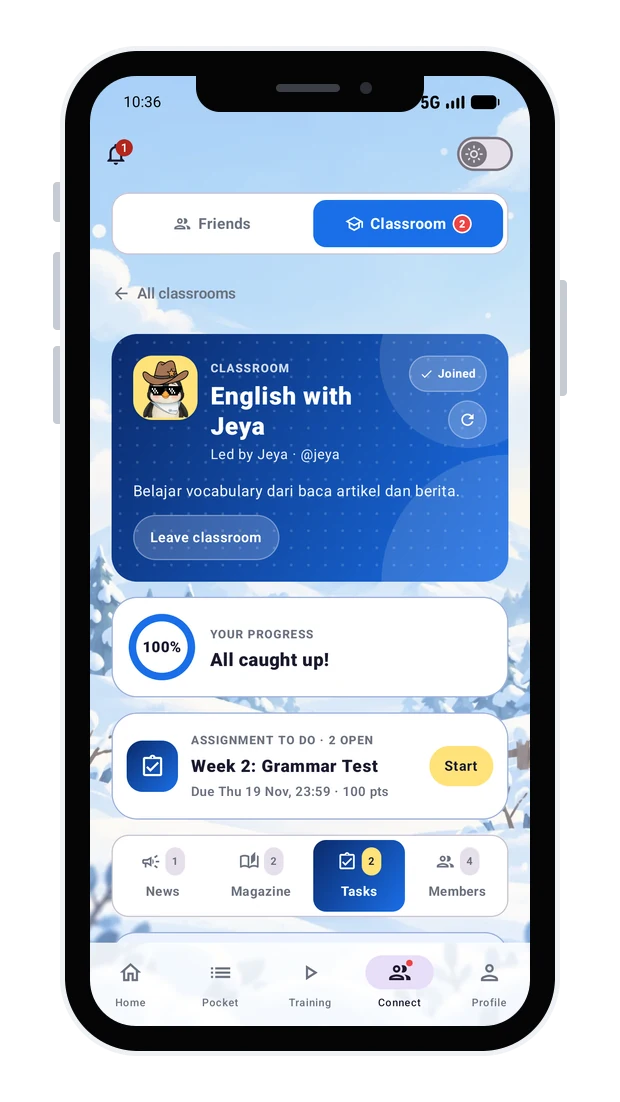 10:36
5G
1
Friends
Classroom 2
All classrooms
CLASSROOM
Joined
English with
Jeya
Led by Jeya · @jeya
Belajar vocabulary dari baca artikel dan berita.
Leave classroom
100%
YOUR PROGRESS
All caught up!
ASSIGNMENT TO DO · 2 OPEN
Week 2: Grammar Test
Start
Due Thu 19 Nov, 23:59 · 100 pts
1
2
2
4
News
Magazine
Tasks
Members
Home
Pocket
Training
Connect
Profile